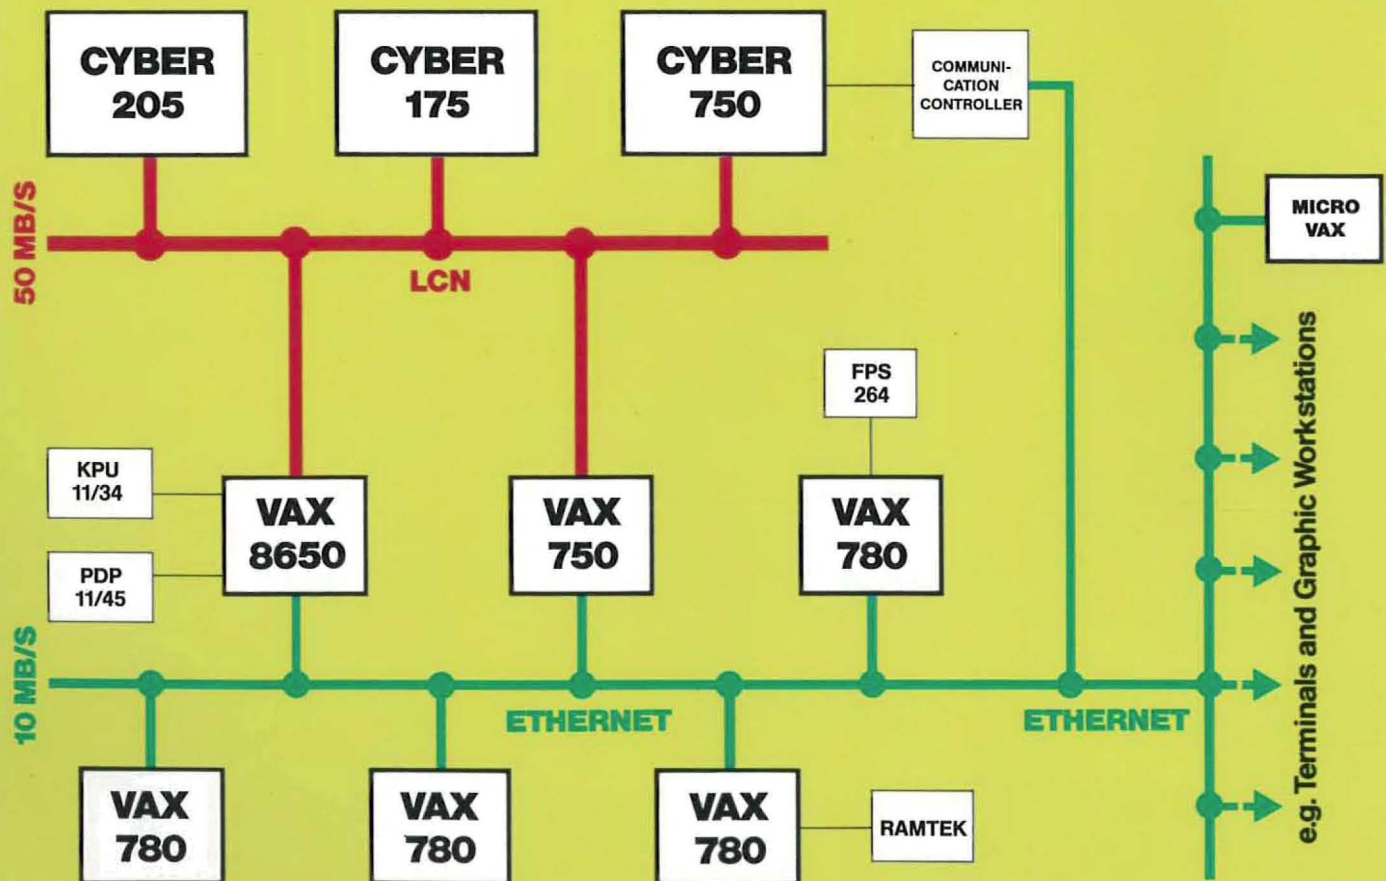 CYBER
205
CYBER
175
CYBER
750
COMMUNI-
CATION
CONTROLLER
MICRO
VAX
50 MB/S
LCN
FPS
264
KPU
11/34
PDP
11/45
VAX
8650
VAX
750
VAX
780
e.g. Terminals and Graphic Workstations
10 MB/S
ETHERNET
ETHERNET
VAX
780
VAX
780
VAX
780
RAMTEK